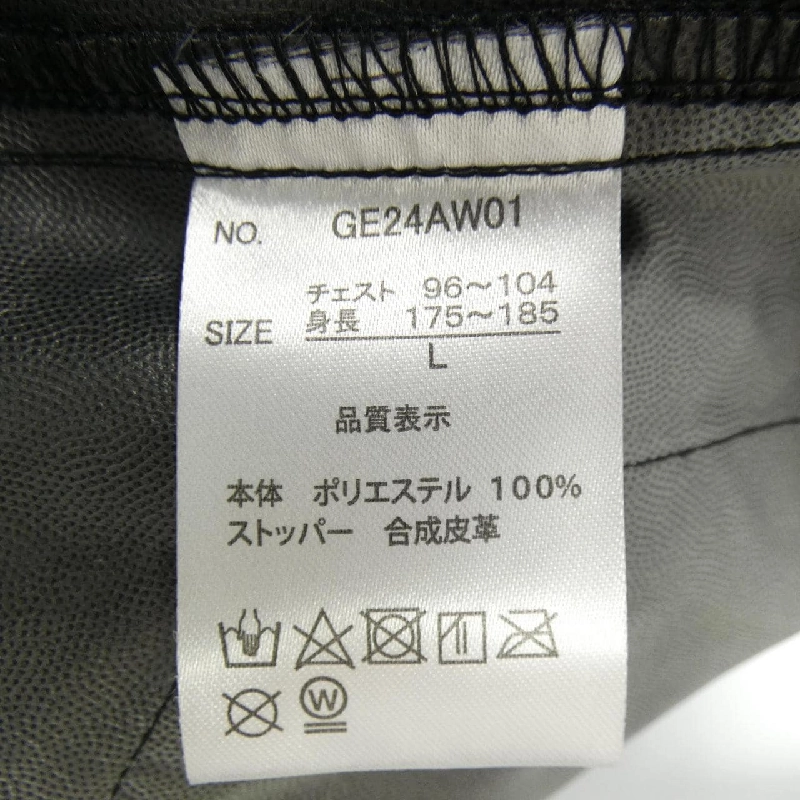 NO. GE24AW01
チェスト 96～104
SIZE 身長 175～185
L
品質表示
本体 ポリエステル 100%
ストッパー 合成皮革
W